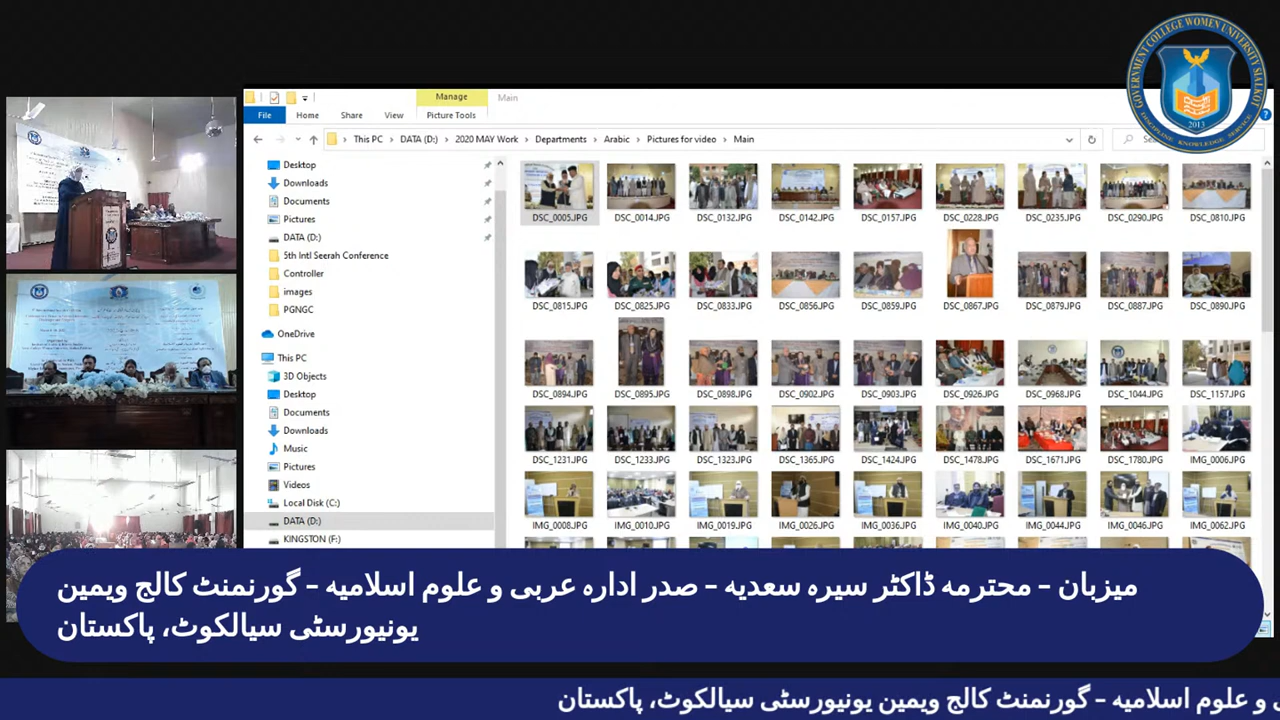 GOVERNMENT COLLEGE WOMEN UNIVERSITY SIALKOT
2013
DISCIPLINE KNOWLEDGE SERVICE
Manage
Main
File
Home
Share
View
Picture Tools
This PC
DATA (D:)
2020 MAY Work
Departments
Arabic
Pictures for video
Main
Desktop
Downloads
Documents
Pictures
DATA (D:)
5th Intl Seerah Conference
Controller
images
PGNGC
OneDrive
This PC
3D Objects
Desktop
Documents
Downloads
Music
Pictures
Videos
Local Disk (C:)
DATA (D:)
KINGSTON (F:)
DSC_0005.JPG DSC_0014.JPG DSC_0132.JPG DSC_0142.JPG DSC_0157.JPG DSC_0228.JPG DSC_0235.JPG DSC_0290.JPG DSC_0810.JPG
DSC_0815.JPG DSC_0825.JPG DSC_0833.JPG DSC_0856.JPG DSC_0859.JPG DSC_0867.JPG DSC_0879.JPG DSC_0887.JPG DSC_0890.JPG
DSC_0894.JPG DSC_0895.JPG DSC_0898.JPG DSC_0902.JPG DSC_0903.JPG DSC_0926.JPG DSC_0968.JPG DSC_1044.JPG DSC_1157.JPG
DSC_1231.JPG DSC_1233.JPG DSC_1323.JPG DSC_1365.JPG DSC_1424.JPG DSC_1478.JPG DSC_1671.JPG DSC_1780.JPG IMG_0006.JPG
IMG_0008.JPG IMG_0010.JPG IMG_0019.JPG IMG_0026.JPG IMG_0036.JPG IMG_0040.JPG IMG_0044.JPG IMG_0046.JPG IMG_0062.JPG
میزبان – محترمہ ڈاکٹر سیرہ سعدیہ – صدر ادارہ عربی و علوم اسلامیہ – گورنمنٹ کالج ویمین
یونیورسٹی سیالکوٹ، پاکستان
و علوم اسلامیہ – گورنمنٹ کالج ویمین یونیورسٹی سیالکوٹ، پاکستان